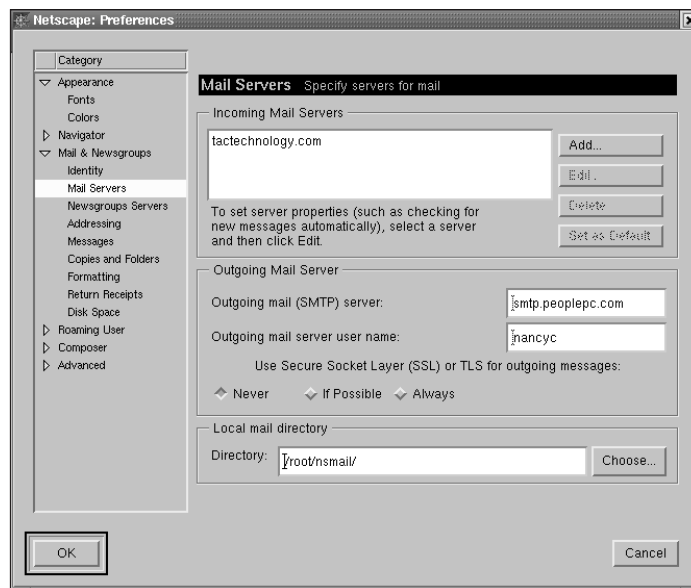 Netscape: Preferences
Category
Appearance
Fonts
Colors
Navigator
Mail & Newsgroups
Identity
Mail Servers
Newsgroups Servers
Addressing
Messages
Copies and Folders
Formatting
Return Receipts
Disk Space
Roaming User
Composer
Advanced
Mail Servers Specify servers for mail
Incoming Mail Servers
tactechnology.com
Add...
Edit..
Delete
Set as Default
To set server properties (such as checking for
new messages automatically), select a server
and then click Edit.
Outgoing Mail Server
Outgoing mail (SMTP) server: smtp.peoplepc.com
Outgoing mail server user name: nancyc
Use Secure Socket Layer (SSL) or TLS for outgoing messages:
Never If Possible Always
Local mail directory
Directory: /root/nsmail/ Choose...
OK Cancel